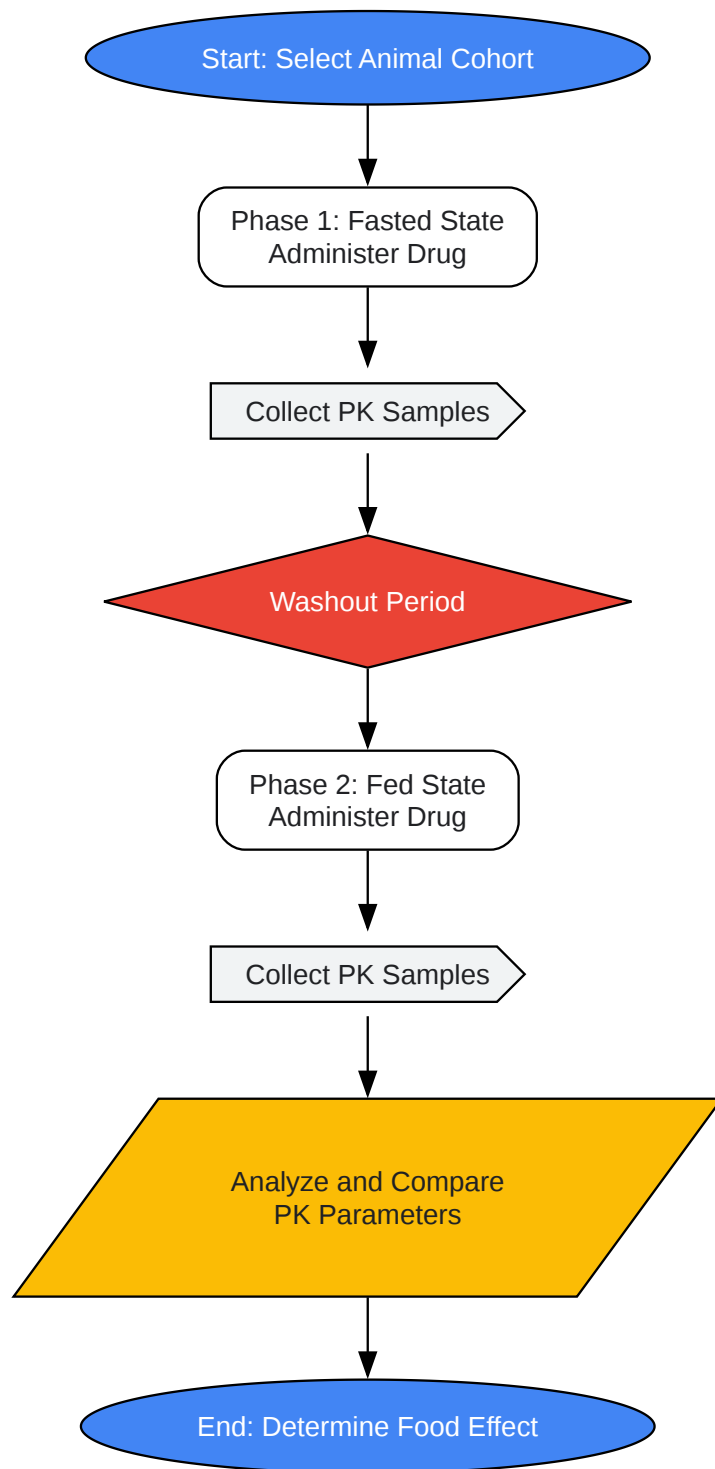 Start: Select Animal Cohort
Phase 1: Fasted State
Administer Drug
Collect PK Samples
Washout Period
Phase 2: Fed State
Administer Drug
Collect PK Samples
Analyze and Compare
PK Parameters
End: Determine Food Effect